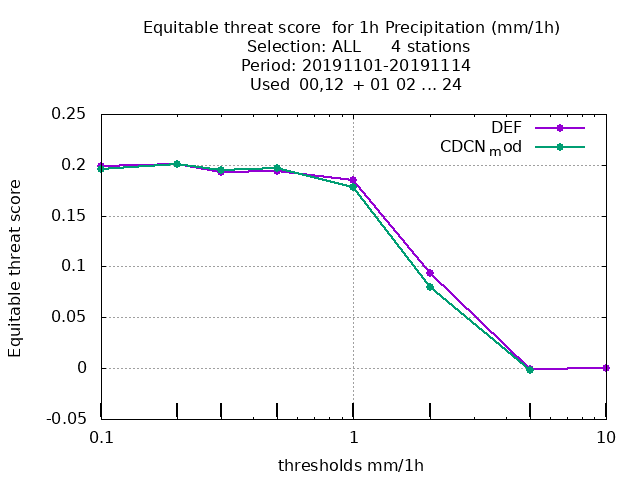 Equitable threat score  for 1h Precipitation (mm/1h)
Selection: ALL      4 stations
Period: 20191101-20191114
Used  00,12  + 01 02 ... 24
0.25
DEF
CDCNmod
0.2
0.15
0.1
0.05
0
-0.05
Equitable threat score
0.1 1 10
thresholds mm/1h